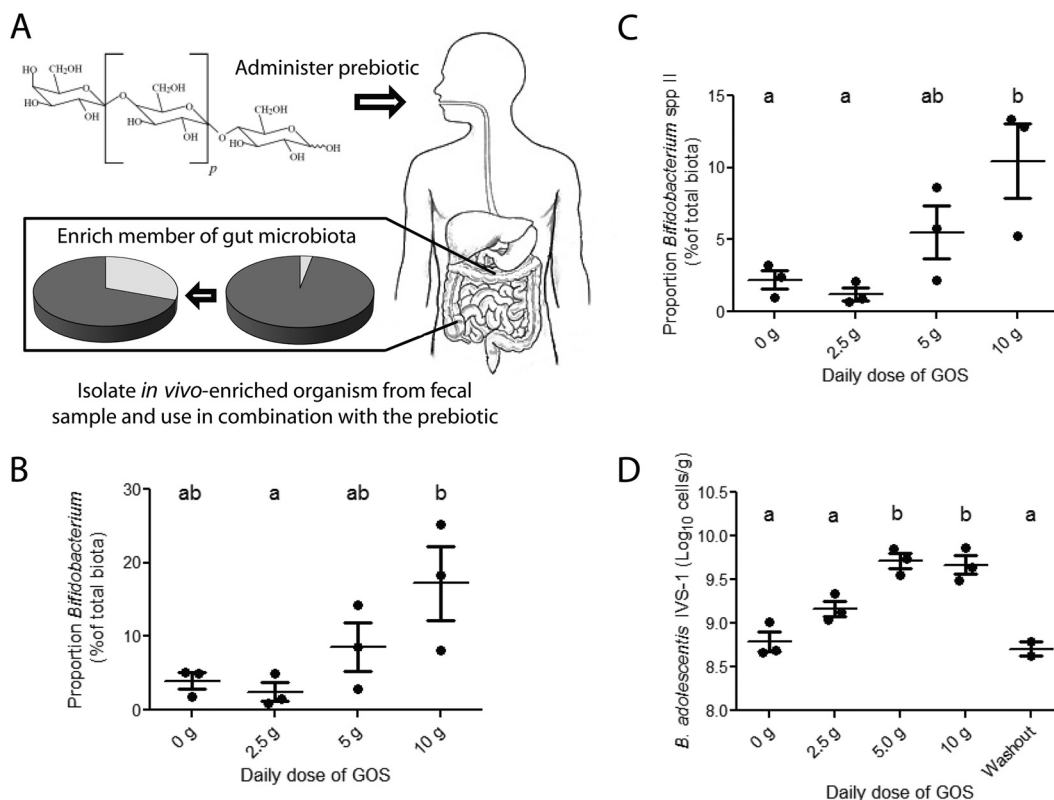 A
HO
CH₂OH
O
HO
OH
O
CH₂OH
O
HO
OH
p
O
CH₂OH
O
HO
OH
OH
Administer prebiotic
Enrich member of gut microbiota
Isolate in vivo-enriched organism from fecal
sample and use in combination with the prebiotic
B
Proportion Bifidobacterium
(%of total biota)
30
20
10
0
ab
a
ab
b
0 g
2.5 g
5 g
10 g
Daily dose of GOS
C
Proportion Bifidobacterium spp II
(%of total biota)
15
10
5
0
a
a
ab
b
0 g
2.5 g
5 g
10 g
Daily dose of GOS
D
B. adolescentis IVS-1 (Log₁₀ cells/g)
10.5
10.0
9.5
9.0
8.5
8.0
a
a
b
b
a
0 g
2.5 g
5.0 g
10 g
Washout
Daily dose of GOS